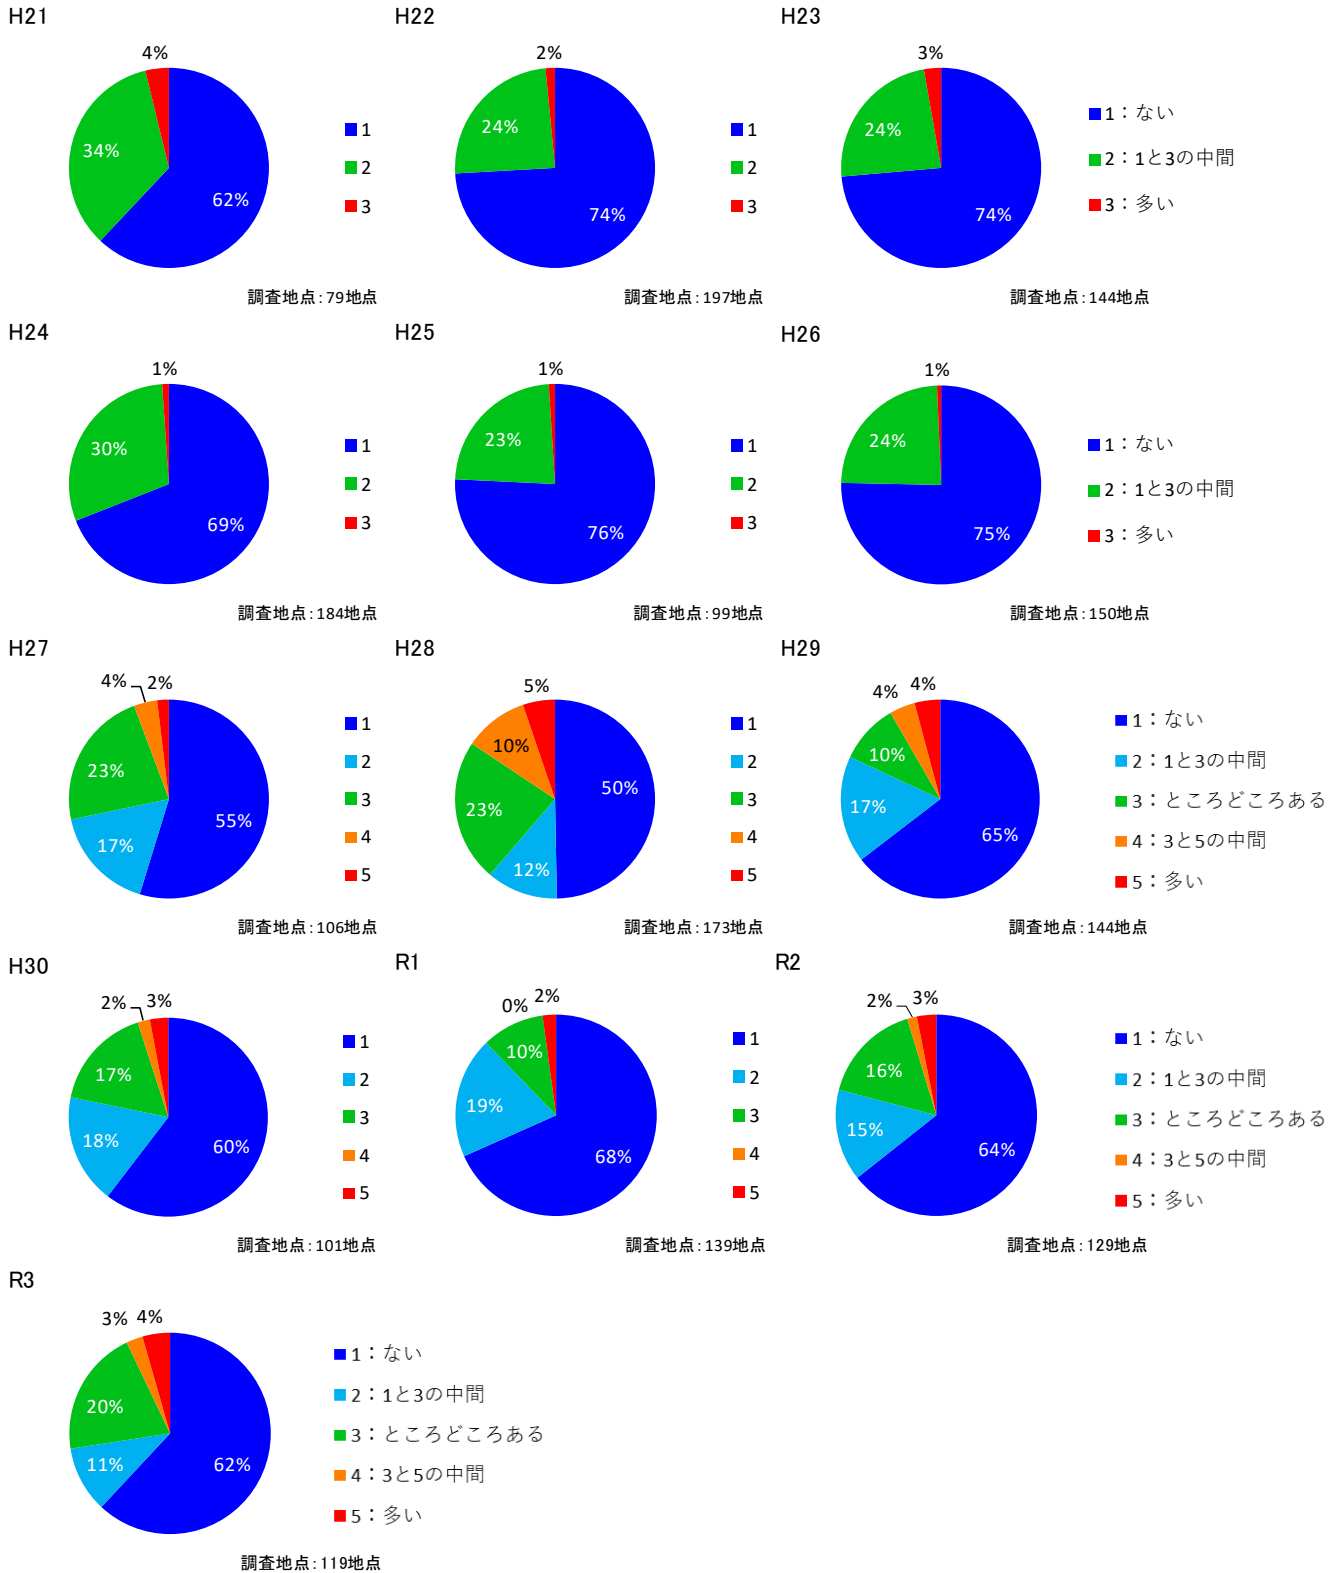 H21
4%
34%
62%
1
2
3
調査地点:79地点
H22
2%
24%
74%
1
2
3
調査地点:197地点
H23
3%
24%
74%
1：ない
2：1と3の中間
3：多い
調査地点:144地点
H24
1%
30%
69%
1
2
3
調査地点:184地点
H25
1%
23%
76%
1
2
3
調査地点:99地点
H26
1%
24%
75%
1：ない
2：1と3の中間
3：多い
調査地点:150地点
H27
4% 2%
23%
17%
55%
1
2
3
4
5
調査地点:106地点
H28
5%
10%
23%
12%
50%
1
2
3
4
5
調査地点:173地点
H29
4% 4%
10%
17%
65%
1：ない
2：1と3の中間
3：ところどころある
4：3と5の中間
5：多い
調査地点:144地点
H30
2% 3%
17%
18%
60%
1
2
3
4
5
調査地点:101地点
R1
0% 2%
10%
19%
68%
1
2
3
4
5
調査地点:139地点
R2
2% 3%
16%
15%
64%
1：ない
2：1と3の中間
3：ところどころある
4：3と5の中間
5：多い
調査地点:129地点
R3
3% 4%
20%
11%
62%
1：ない
2：1と3の中間
3：ところどころある
4：3と5の中間
5：多い
調査地点:119地点